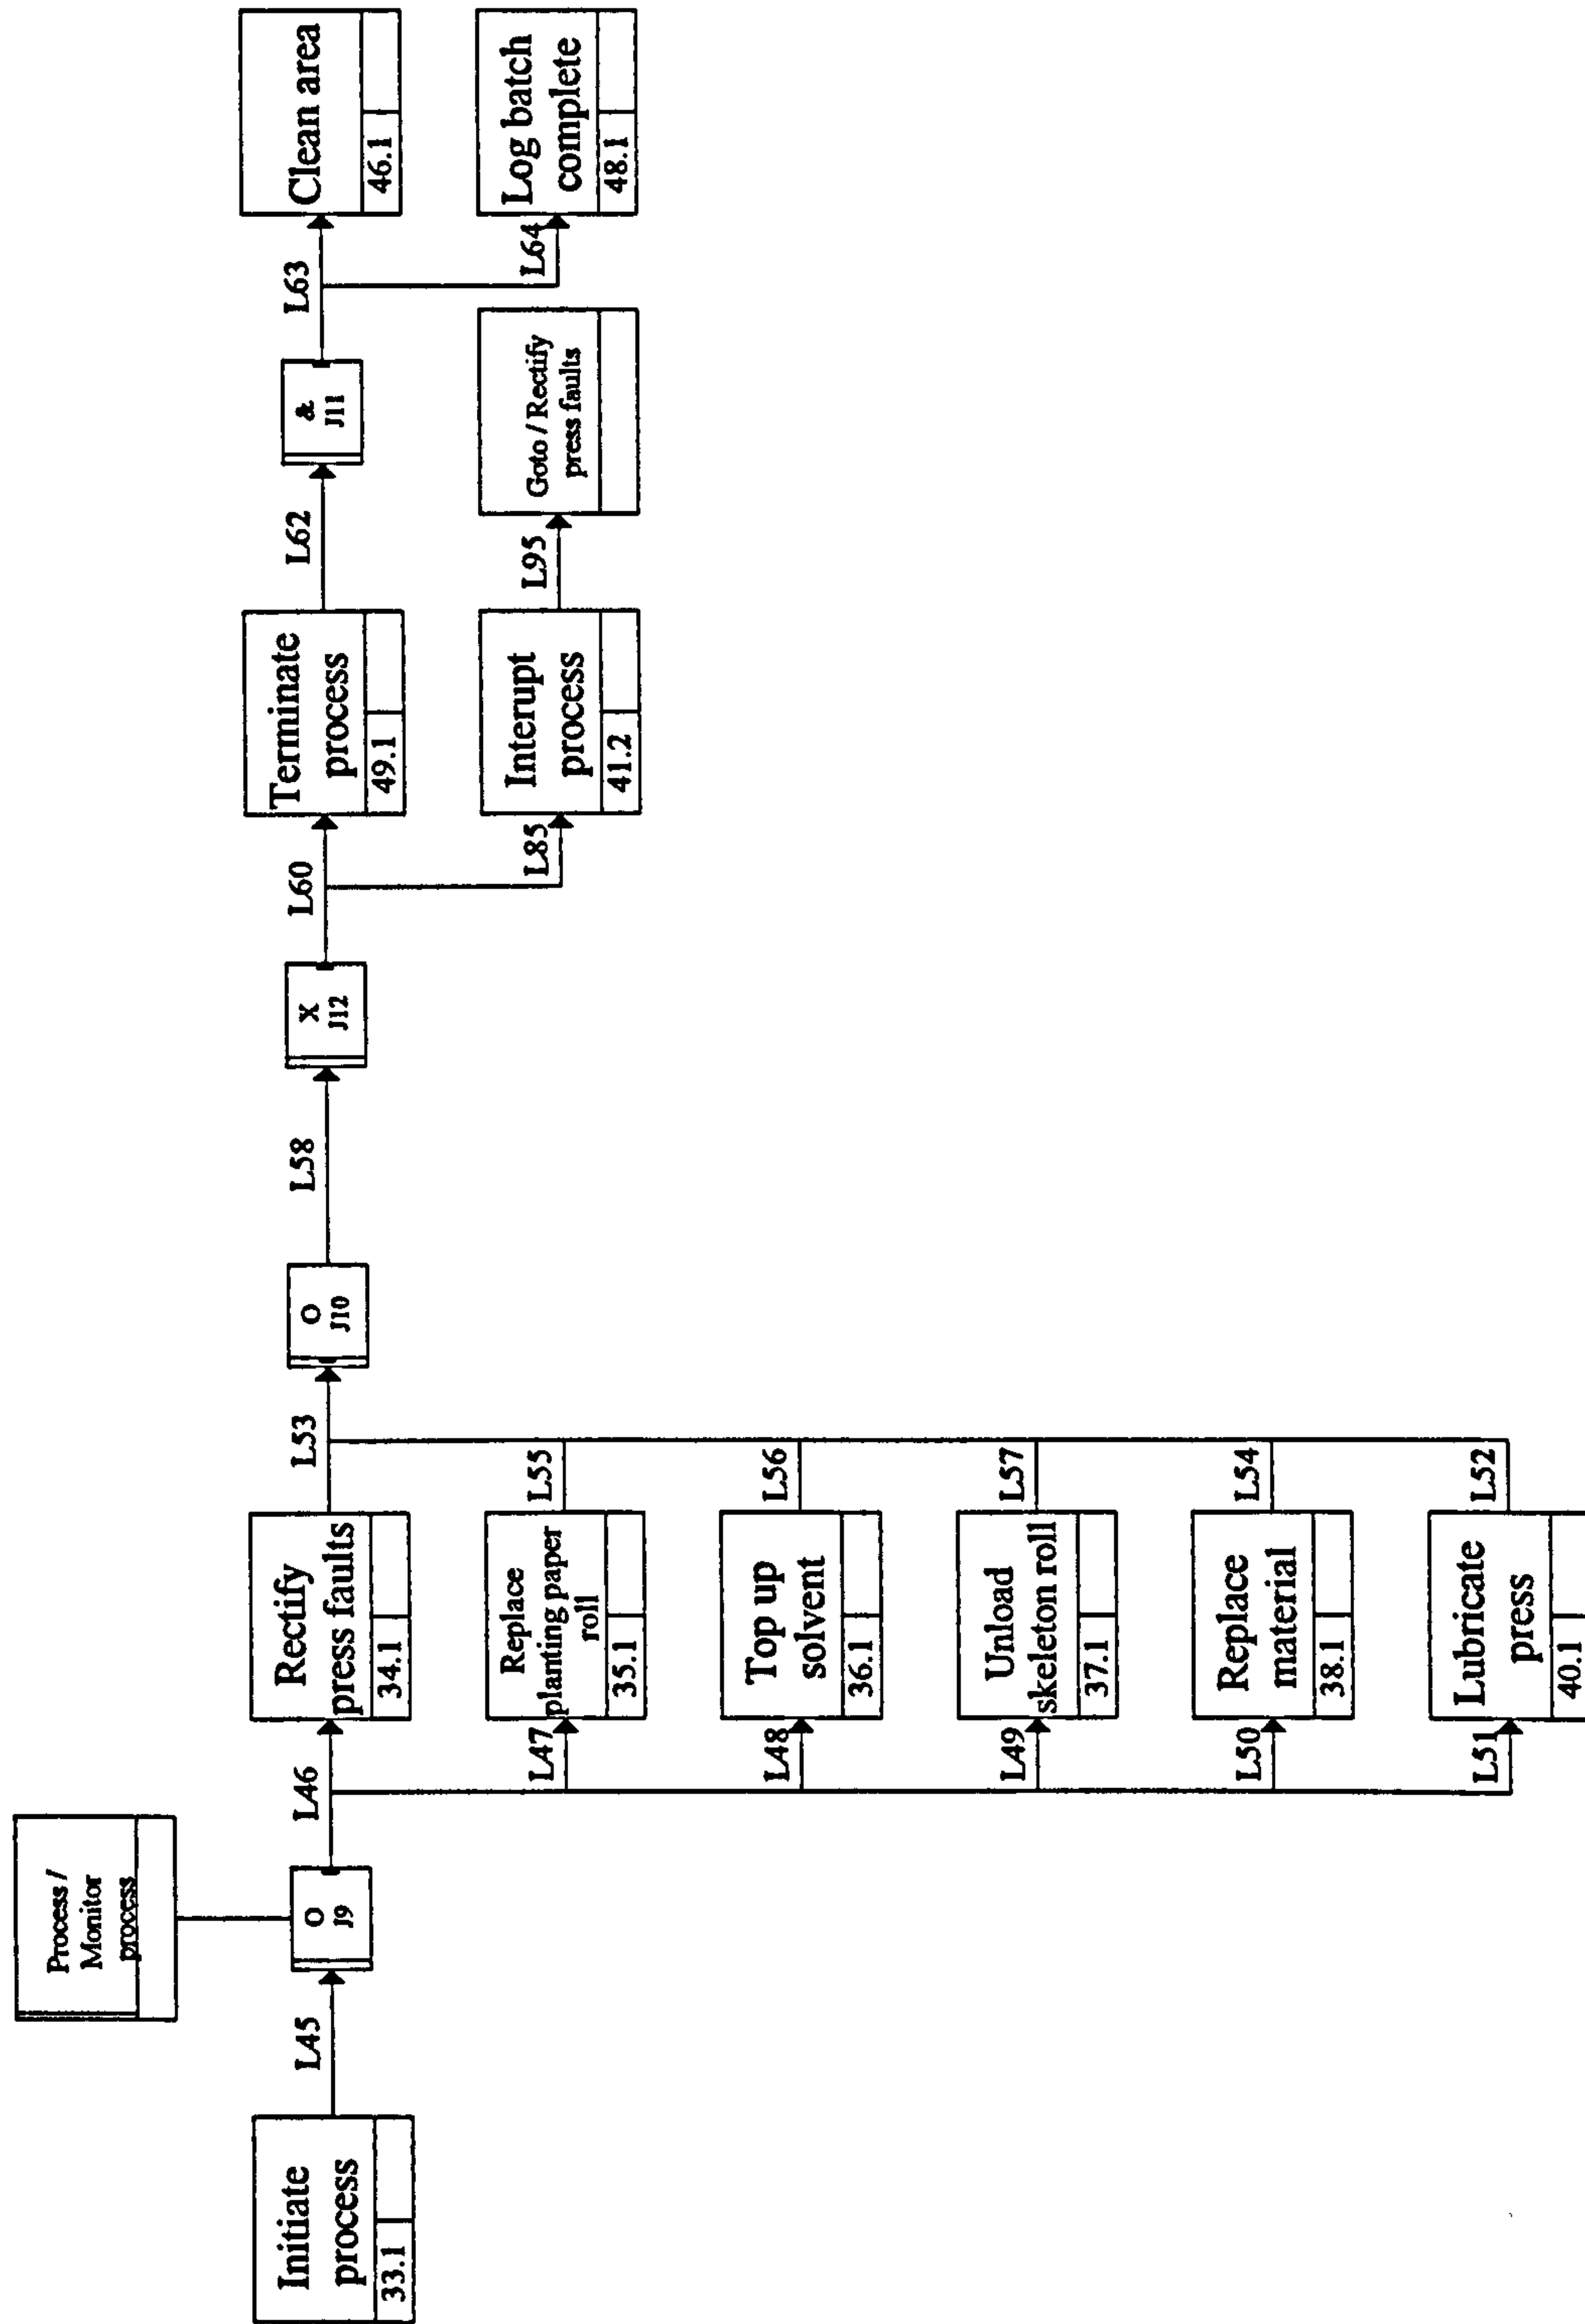 Process /
Monitor
process
Initiate
process
33.1
L45
O
J9
L46
L47
L48
L49
L50
L51
Rectify
press faults
34.1
Replace
planting paper
roll
35.1
Top up
solvent
36.1
Unload
skeleton roll
37.1
Replace
material
38.1
Lubricate
press
40.1
L53
L55
L56
L57
L54
L52
O
J10
L58
X
J12
L60
L85
Terminate
process
49.1
Interupt
process
41.2
L62
L95
&
J11
Goto / Rectify
press faults
L63
L64
Clean area
46.1
Log batch
complete
48.1